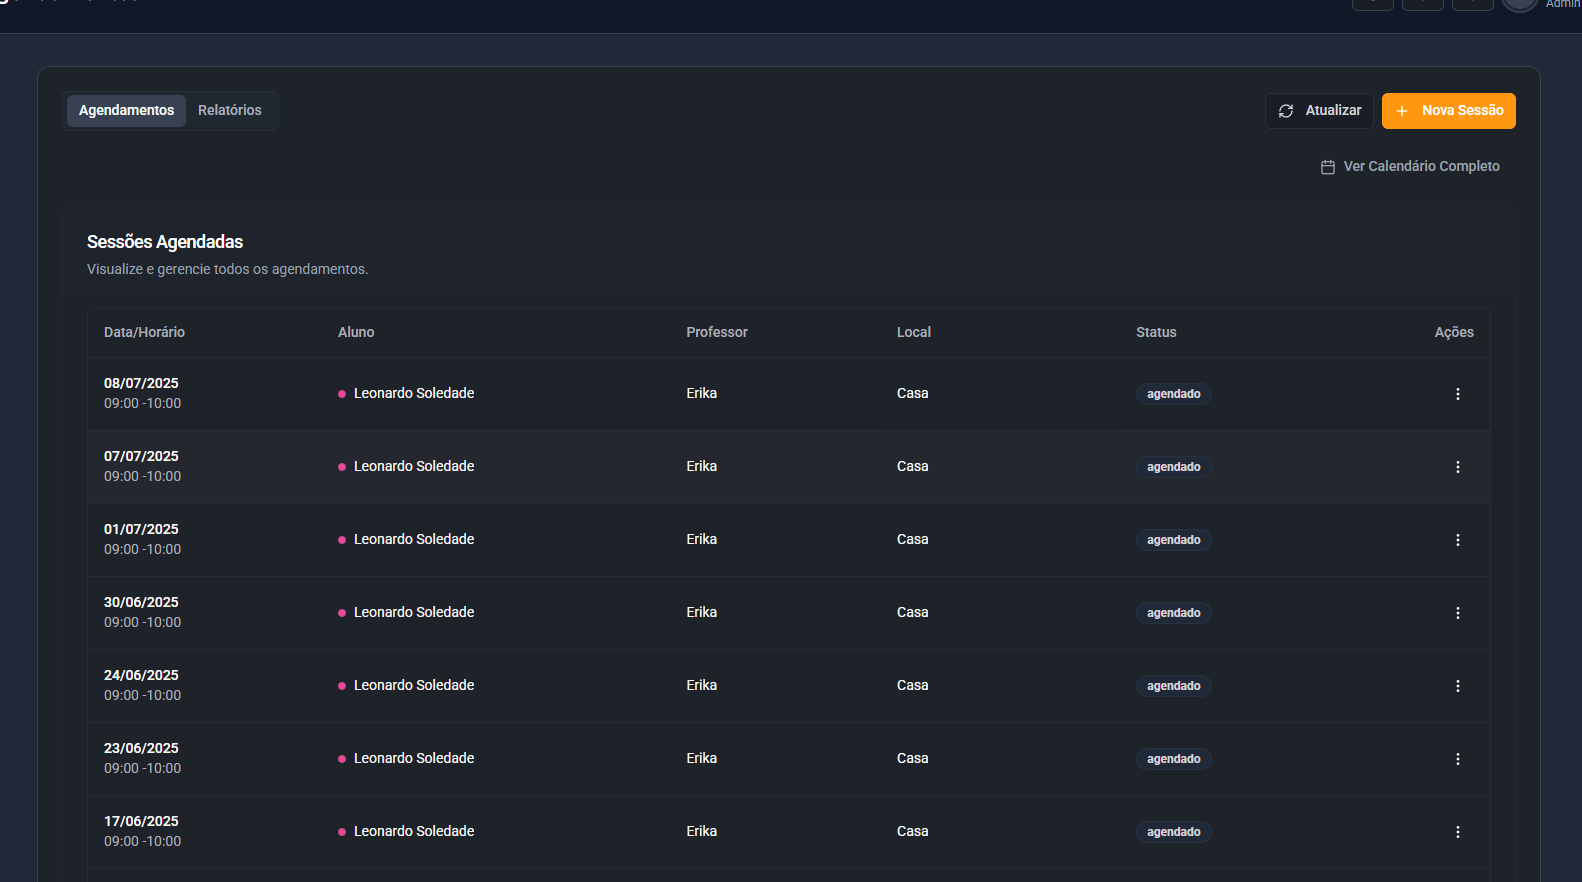 Admin
Agendamentos Relatórios
Atualizar
Nova Sessão
Ver Calendário Completo
Sessões Agendadas
Visualize e gerencie todos os agendamentos.
Data/Horário Aluno Professor Local Status Ações
08/07/2025
09:00 -10:00
Leonardo Soledade Erika Casa agendado
07/07/2025
09:00 -10:00
Leonardo Soledade Erika Casa agendado
01/07/2025
09:00 -10:00
Leonardo Soledade Erika Casa agendado
30/06/2025
09:00 -10:00
Leonardo Soledade Erika Casa agendado
24/06/2025
09:00 -10:00
Leonardo Soledade Erika Casa agendado
23/06/2025
09:00 -10:00
Leonardo Soledade Erika Casa agendado
17/06/2025
09:00 -10:00
Leonardo Soledade Erika Casa agendado